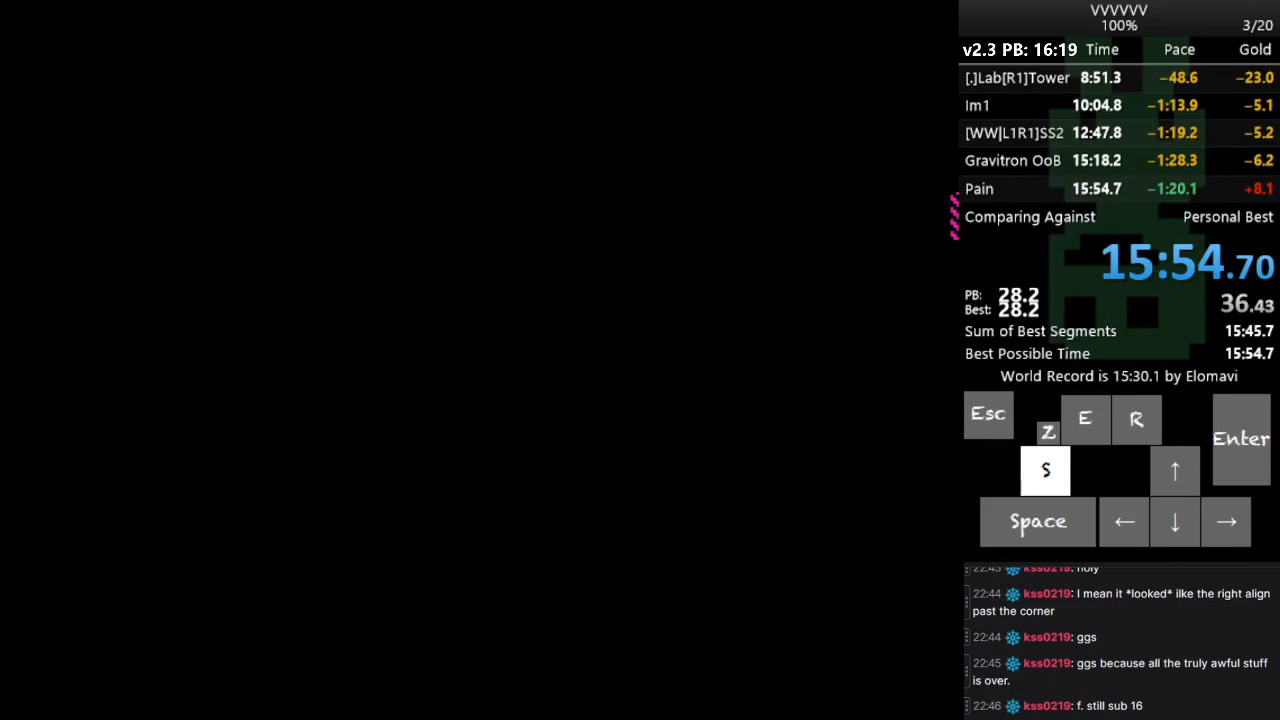 VVVVVV
100% 3/20
v2.3 PB: 16:19 Time Pace Gold
[.]Lab[R1]Tower 8:51.3 −48.6 −23.0
Im1 10:04.8 −1:13.9 −5.1
[WW|L1R1]SS2 12:47.8 −1:19.2 −5.2
Gravitron OoB 15:18.2 −1:28.3 −6.2
Pain 15:54.7 −1:20.1 +8.1
Comparing Against Personal Best
15:54.70
PB: 28.2
Best: 28.2 36.43
Sum of Best Segments 15:45.7
Best Possible Time 15:54.7
World Record is 15:30.1 by Elomavi
Esc Z E R Enter
S ↑
Space ← ↓ →
22:43 kss0219: holy
22:44 kss0219: I mean it *looked* ilke the right align
past the corner
22:44 kss0219: ggs
22:45 kss0219: ggs because all the truly awful stuff
is over.
22:46 kss0219: f. still sub 16